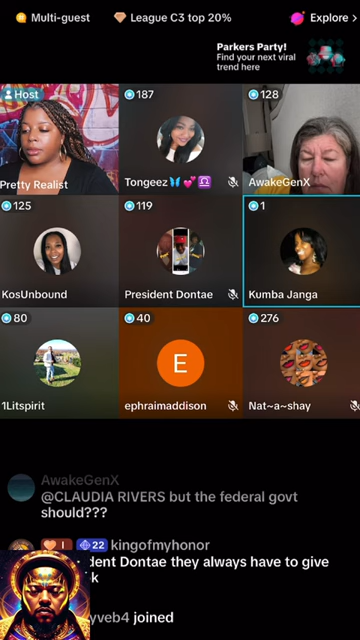 Multi-guest
League C3 top 20%
Explore >
Parkers Party!
Find your next viral
trend here
Host
187
128
Pretty Realist
Tongeez🦋💕♎
AwakeGenX
125
119
1
KosUnbound
President Dontae
Kumba Janga
80
40
276
E
1Litspirit
ephraimaddison
Nat~a~shay
AwakeGenX
@CLAUDIA RIVERS but the federal govt
should???
I 22 kingofmyhonor
dent Dontae they always have to give
k
yveb4 joined